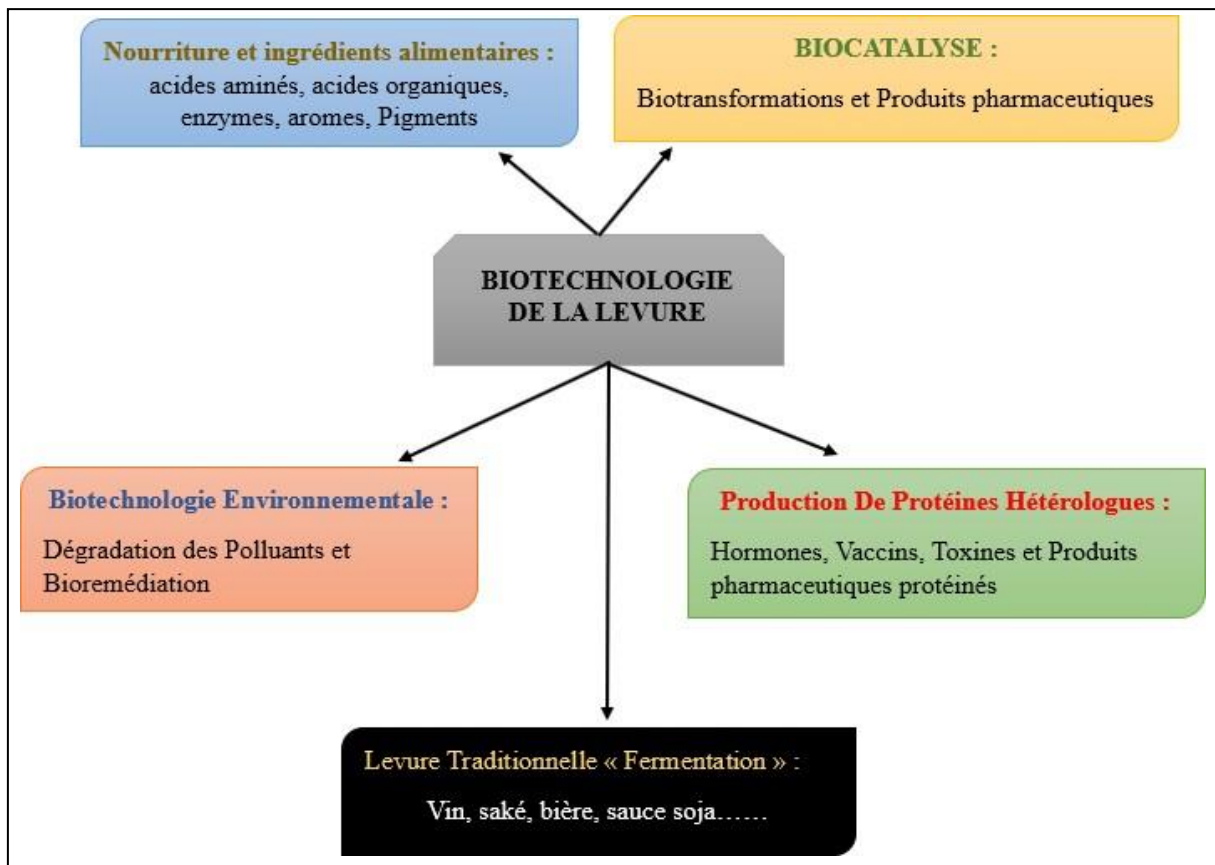 Nourriture et ingrédients alimentaires :
acides aminés, acides organiques,
enzymes, aromes, Pigments
BIOCATALYSE :
Biotransformations et Produits pharmaceutiques
BIOTECHNOLOGIE
DE LA LEVURE
Biotechnologie Environnementale :
Dégradation des Polluants et
Bioremédiation
Production De Protéines Hétérologues :
Hormones, Vaccins, Toxines et Produits
pharmaceutiques protéinés
Levure Traditionnelle « Fermentation » :
Vin, saké, bière, sauce soja……